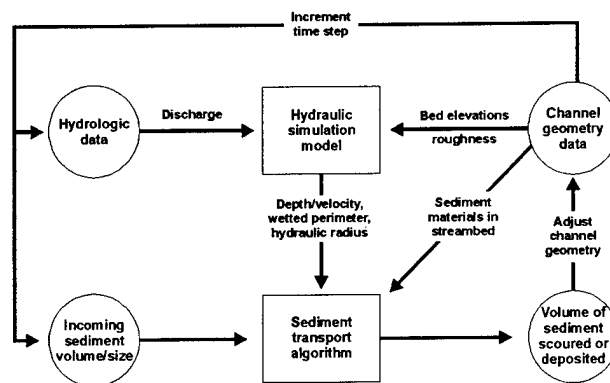 Increment
time step
Hydrologic
data
Discharge
Hydraulic
simulation
model
Bed elevations
roughness
Channel
geometry
data
Depth/velocity,
wetted perimeter,
hydraulic radius
Sediment
materials in
streambed
Adjust
channel
geometry
Incoming
sediment
volume/size
Sediment
transport
algorithm
Volume of
sediment
scoured or
deposited